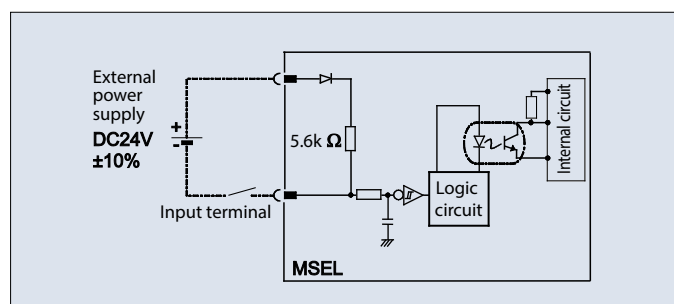 External
power
supply
DC24V
±10%
+
-
5.6k Ω
Input terminal
Logic
circuit
Internal circuit
MSEL